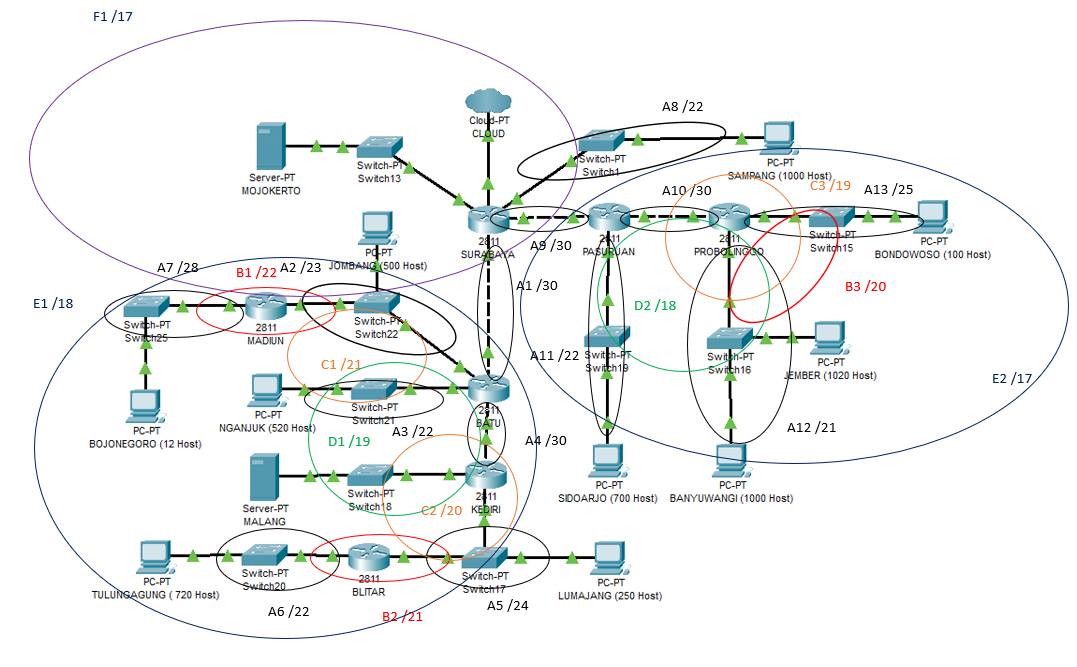 F1 /17
Cloud-PT
CLOUD
Server-PT
MOJOKERTO
Switch-PT
Switch13
A8 /22
Switch-PT
Switch1
PC-PT
SAMPANG (1000 Host)
C3 /19
A13 /25
A10 /30
2811
SURABAYA
A9 /30
2811
PASURUAN
2811
PROBOLINGGO
Switch-PT
Switch15
PC-PT
BONDOWOSO (100 Host)
PC-PT
JOMBANG (500 Host)
A7 /28
B1 /22
A2 /23
A1 /30
B3 /20
E1 /18
D2 /18
Switch-PT
Switch25
2811
MADIUN
Switch-PT
Switch22
A11 /22
Switch-PT
Switch19
Switch-PT
Switch16
PC-PT
JEMBER (1020 Host)
E2 /17
C1 /21
PC-PT
NGANJUK (520 Host)
Switch-PT
Switch21
2811
BATU
PC-PT
BOJONEGORO (12 Host)
A3 /22
D1 /19
A4 /30
A12 /21
Server-PT
MALANG
Switch-PT
Switch18
2811
KEDIRI
C2 /20
PC-PT
SIDOARJO (700 Host)
PC-PT
BANYUWANGI (1000 Host)
PC-PT
TULUNGAGUNG ( 720 Host)
Switch-PT
Switch20
2811
BLITAR
Switch-PT
Switch17
PC-PT
LUMAJANG (250 Host)
A6 /22
B2 /21
A5 /24